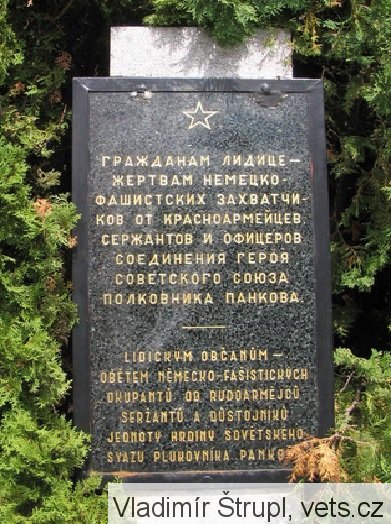 ГРАЖДАНАМ ЛИДИЦЕ—
ЖЕРТВАМ НЕМЕЦКО-
ФАШИСТСКИХ ЗАХВАТЧИ-
КОВ ОТ КРАСНОАРМЕЙЦЕВ,
СЕРЖАНТОВ И ОФИЦЕРОВ
СОЕДИНЕНИЯ ГЕРОЯ
СОВЕТСКОГО СОЮЗА
ПОЛКОВНИКА ПАНКОВА.
LIDICKÝM OBČANŮM—
OBĚTEM NĚMECKO-FAŠISTICKÝCH
OKUPANTŮ OD RUDOARMEJCŮ,
SERŽANTŮ A DŮSTOJNÍKŮ
JEDNOTY HRDINY SOVĚTSKÉHO
SVAZU PLUKOVNÍKA
Vladimír Štrupl, vets.cz